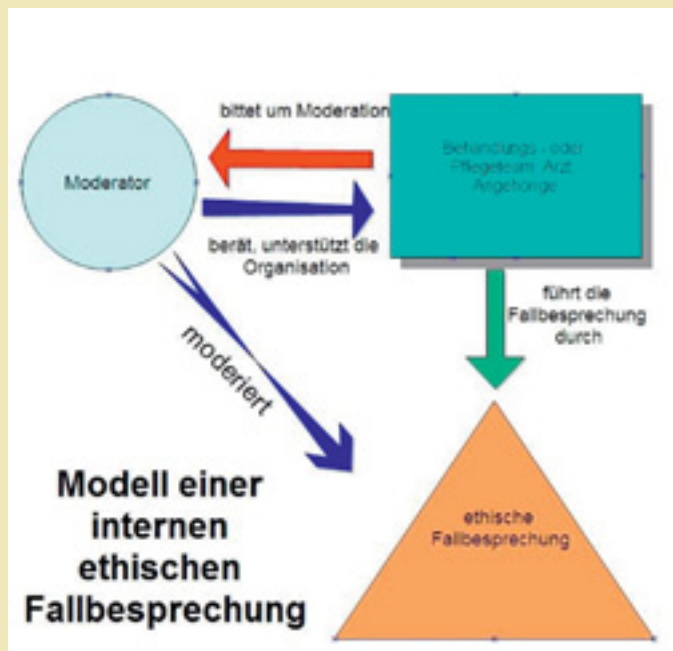 bittet um Moderation
Moderator
Behandlungs - oder
Pflegeteam, Arzt,
Angehörige
berät, unterstützt die
Organisation
führt die
Fallbesprechung
durch
moderiert
ethische
Fallbesprechung
Modell einer
internen
ethischen
Fallbesprechung